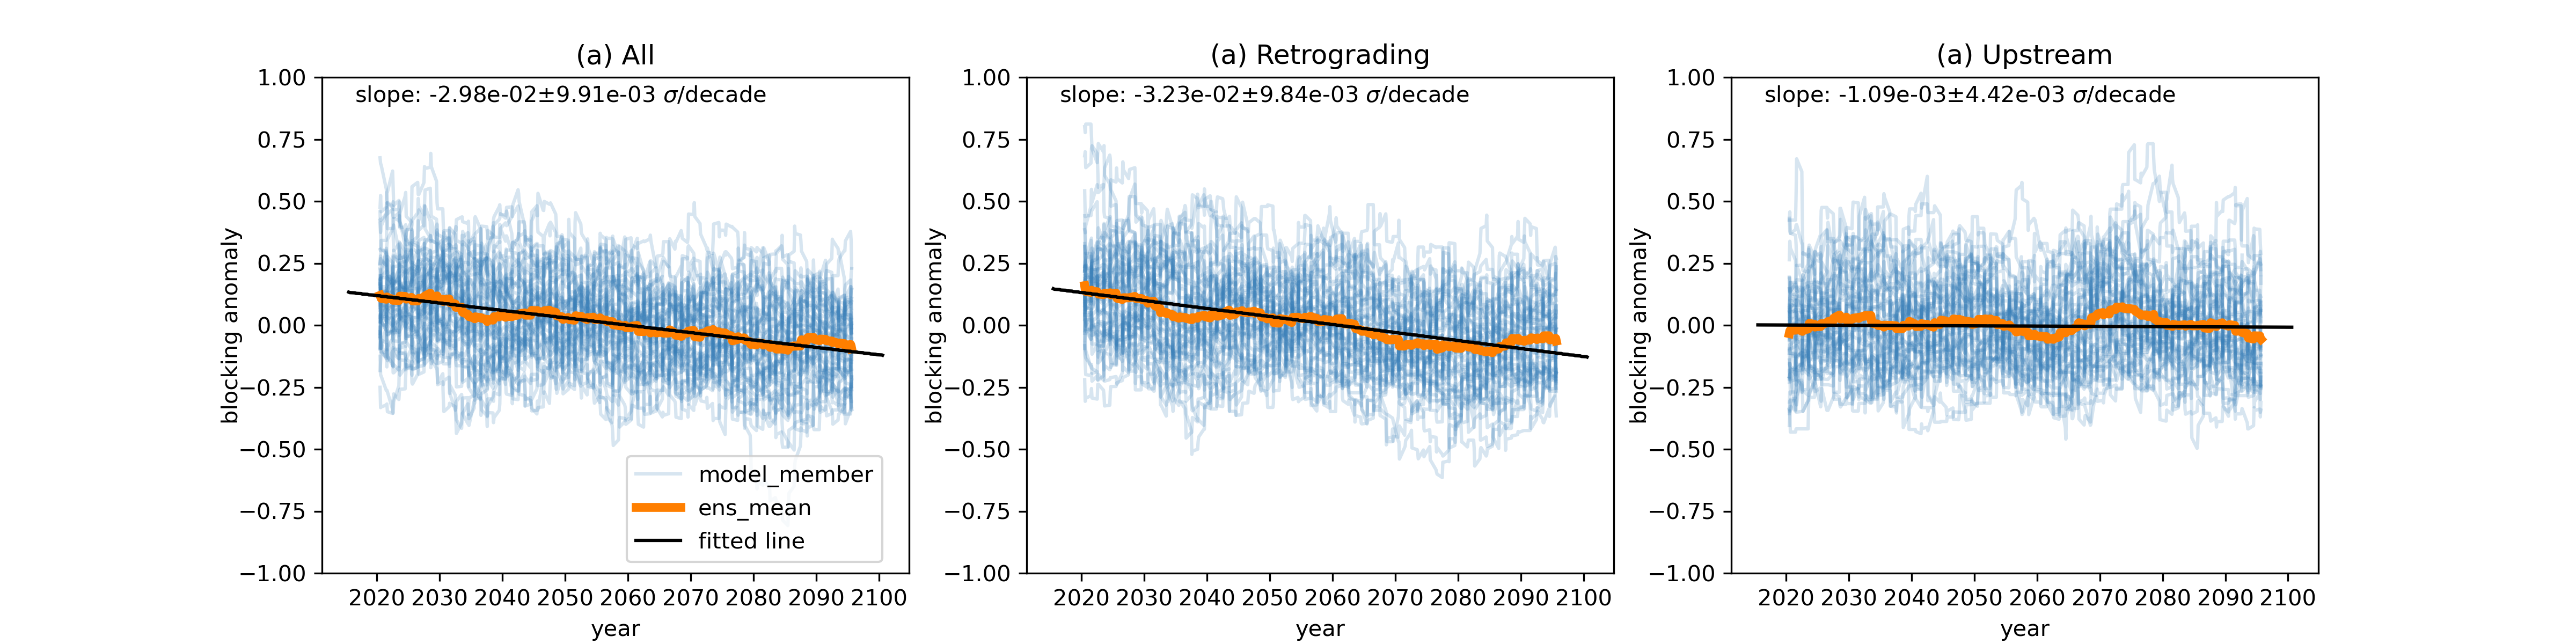 (a) All
slope: -2.98e-02±9.91e-03 σ/decade
1.00
0.75
0.50
0.25
0.00
−0.25
−0.50
−0.75
−1.00
blocking anomaly
model_member
ens_mean
fitted line
2020 2030 2040 2050 2060 2070 2080 2090 2100
year
(a) Retrograding
slope: -3.23e-02±9.84e-03 σ/decade
1.00
0.75
0.50
0.25
0.00
−0.25
−0.50
−0.75
−1.00
blocking anomaly
2020 2030 2040 2050 2060 2070 2080 2090 2100
year
(a) Upstream
slope: -1.09e-03±4.42e-03 σ/decade
1.00
0.75
0.50
0.25
0.00
−0.25
−0.50
−0.75
−1.00
blocking anomaly
2020 2030 2040 2050 2060 2070 2080 2090 2100
year